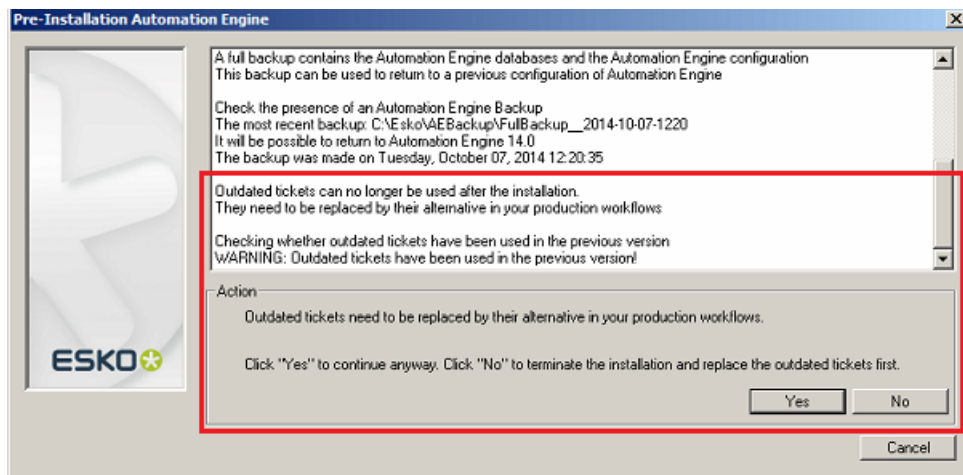 Pre-Installation Automation Engine
A full backup contains the Automation Engine databases and the Automation Engine configuration
This backup can be used to return to a previous configuration of Automation Engine
Check the presence of an Automation Engine Backup
The most recent backup: C:\Esko\AEBackup\FullBackup__2014-10-07-1220
It will be possible to return to Automation Engine 14.0
The backup was made on Tuesday, October 07, 2014 12:20:35
Outdated tickets can no longer be used after the installation.
They need to be replaced by their alternative in your production workflows
Checking whether outdated tickets have been used in the previous version
WARNING: Outdated tickets have been used in the previous version!
Action
Outdated tickets need to be replaced by their alternative in your production workflows.
Click "Yes" to continue anyway. Click "No" to terminate the installation and replace the outdated tickets first.
ESKO
Yes No
Cancel